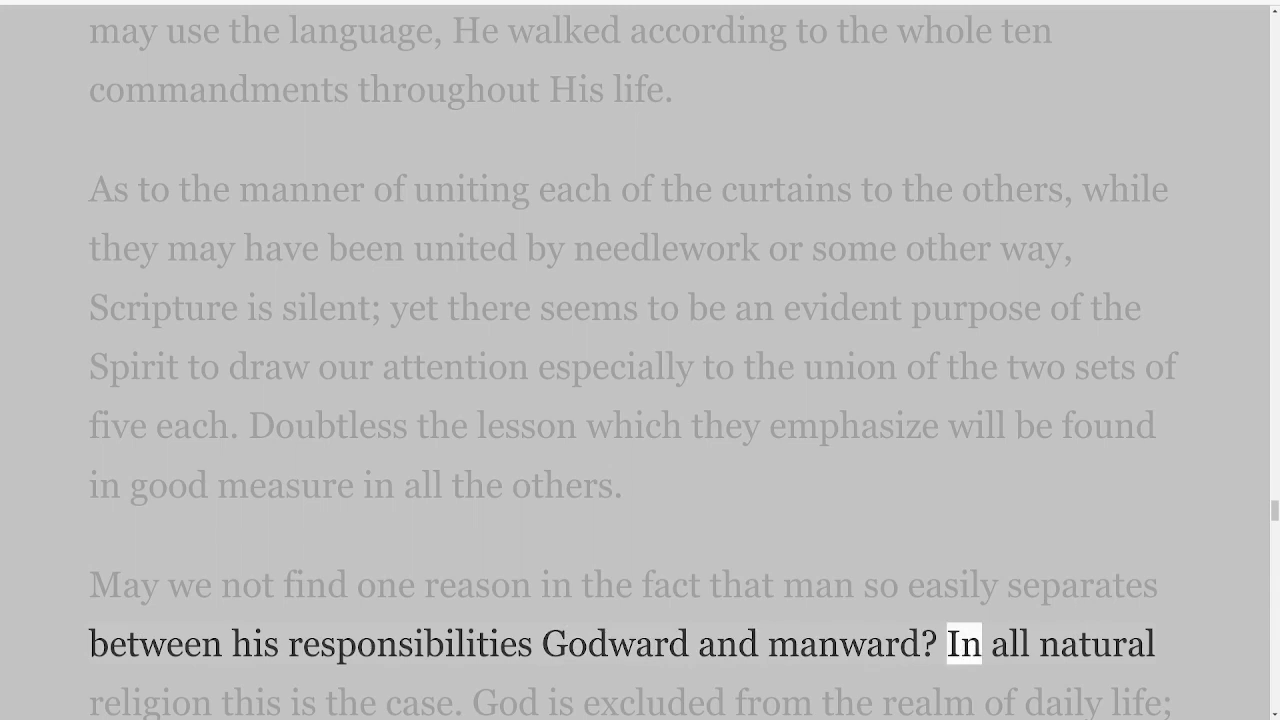 may use the language, He walked according to the whole ten
commandments throughout His life.
As to the manner of uniting each of the curtains to the others, while
they may have been united by needlework or some other way,
Scripture is silent; yet there seems to be an evident purpose of the
Spirit to draw our attention especially to the union of the two sets of
five each. Doubtless the lesson which they emphasize will be found
in good measure in all the others.
May we not find one reason in the fact that man so easily separates
between his responsibilities Godward and manward? In all natural
religion this is the case. God is excluded from the realm of daily life;